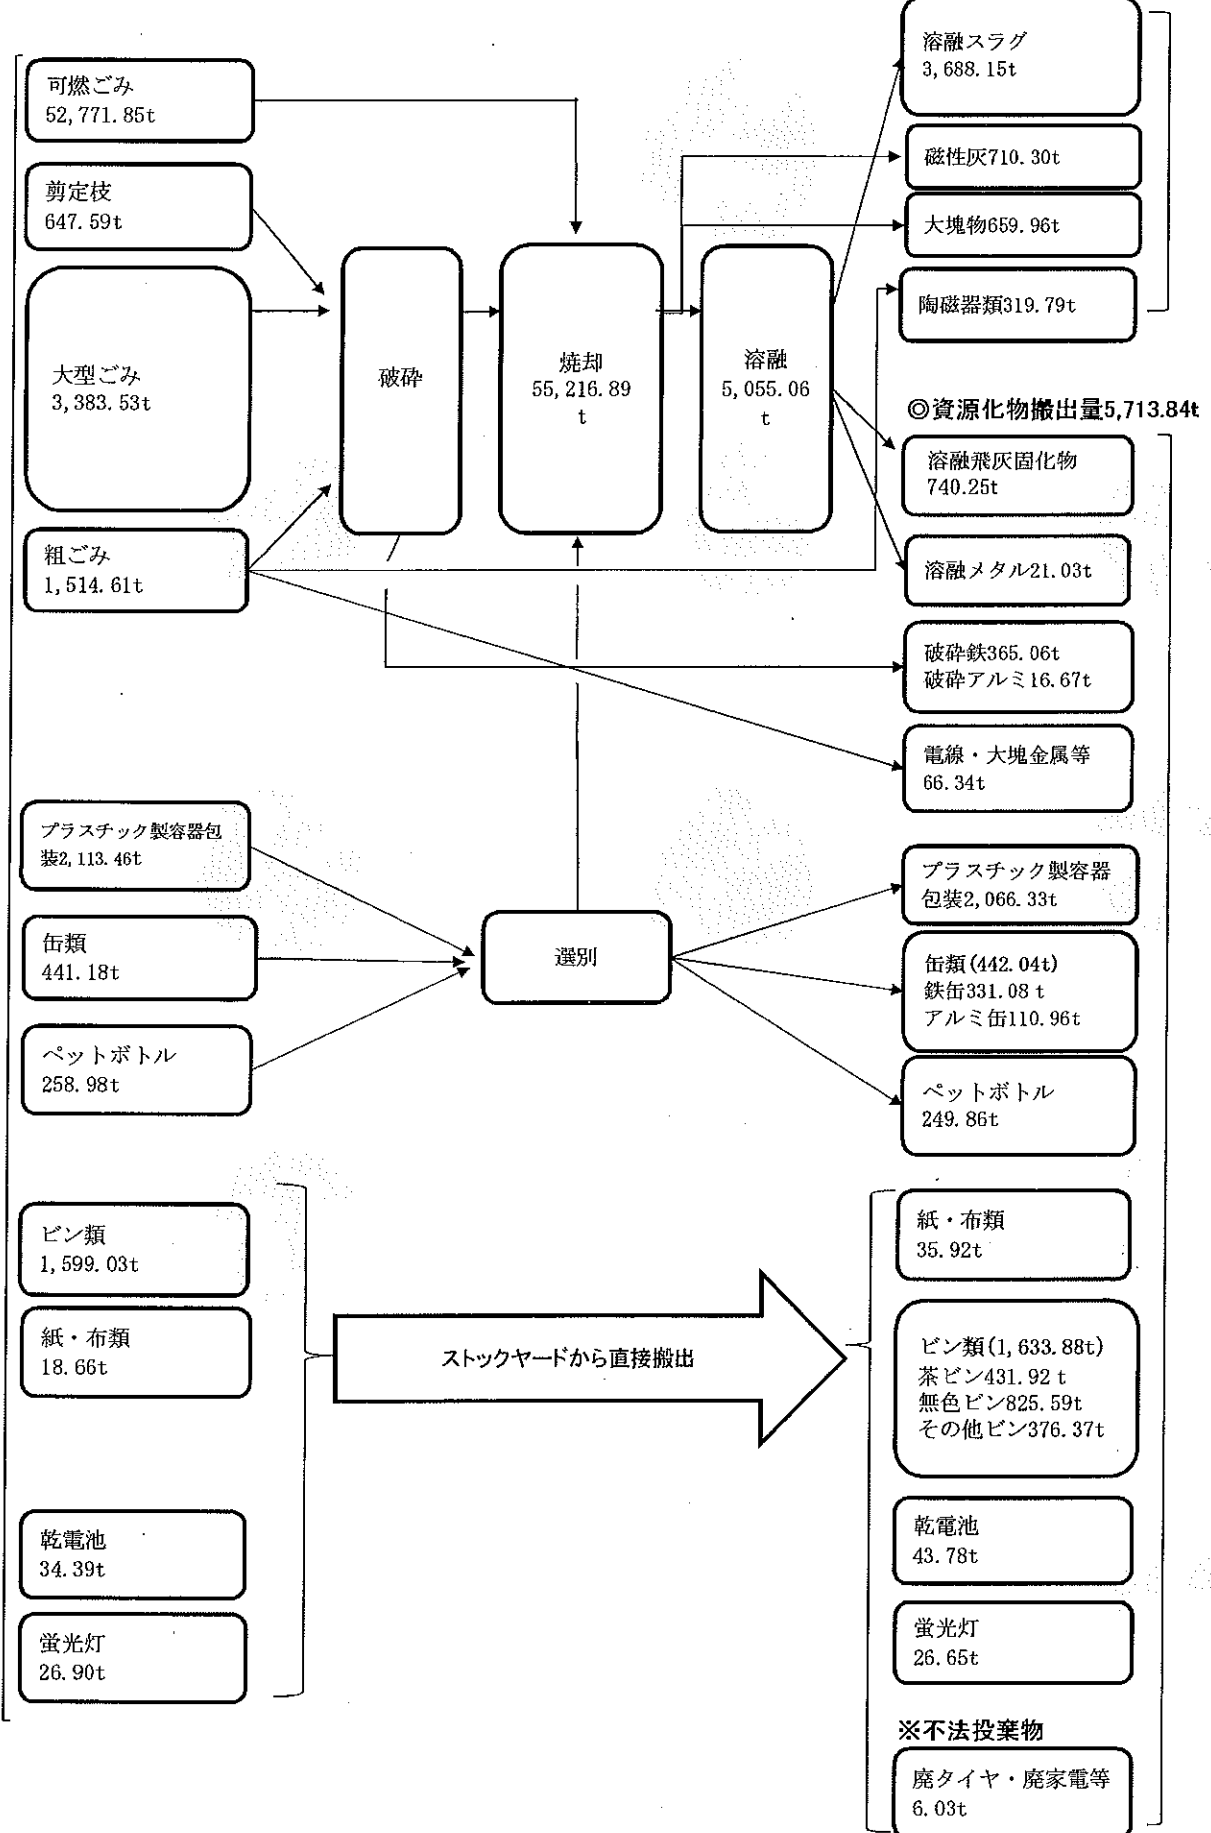 可燃ごみ
52,771.85t
剪定枝
647.59t
大型ごみ
3,383.53t
粗ごみ
1,514.61t
プラスチック製容器包
装2,113.46t
缶類
441.18t
ペットボトル
258.98t
ビン類
1,599.03t
紙・布類
18.66t
乾電池
34.39t
蛍光灯
26.90t
破砕
焼却
55,216.89
t
溶融
5,055.06
t
選別
ストックヤードから直接搬出
溶融スラグ
3,688.15t
磁性灰710.30t
大塊物659.96t
陶磁器類319.79t
◎資源化物搬出量5,713.84t
溶融飛灰固化物
740.25t
溶融メタル21.03t
破砕鉄365.06t
破砕アルミ16.67t
電線・大塊金属等
66.34t
プラスチック製容器
包装2,066.33t
缶類(442.04t)
鉄缶331.08 t
アルミ缶110.96t
ペットボトル
249.86t
紙・布類
35.92t
ビン類(1,633.88t)
茶ビン431.92 t
無色ビン825.59t
その他ビン376.37t
乾電池
43.78t
蛍光灯
26.65t
※不法投棄物
廃タイヤ・廃家電等
6.03t